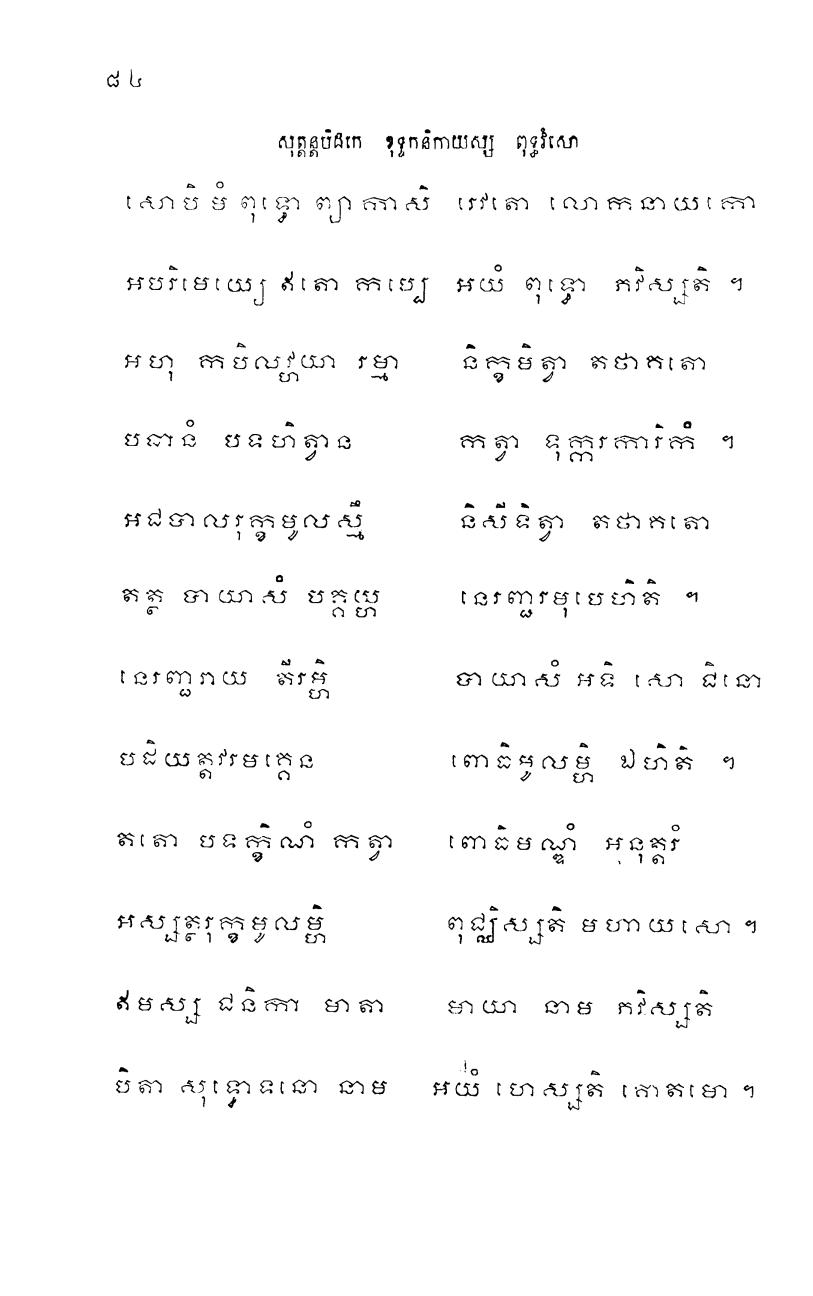 ៨៤
សុត្តន្តបិដកេ ខុទ្ទកនិកាយស្ស ពុទ្ធវំសោ
សោបិ មំ ពុទ្ធោ ព្យាកាសិ រេវតោ លោកនាយកោ
អបរិមេយ្យេ ឥតោ កប្បេ អយំ ពុទ្ធោ ភវិស្សតិ ។
អហុ កបិលវ្ហយា រម្មា និក្ខមិត្វា តថាគតោ
បធានំ បទហិត្វាន កត្វា ទុក្ករការិកំ ។
អជបាលរុក្ខមូលស្មឹ និសីទិត្វា តថាគតោ
តត្ថ បាយាសំ បគ្គយ្ហ នេរញ្ជរមុបេហិតិ ។
នេរញ្ជរាយ តីរម្ហិ បាយាសំ អទិ សោ ជិនោ
បដិយត្តវរមគ្គេន ពោធិមូលម្ហិ ឯហិតិ ។
តតោ បទក្ខិណំ កត្វា ពោធិមណ្ឌំ អនុត្តរំ
អស្សត្ថរុក្ខមូលម្ហិ ពុជ្ឈិស្សតិ មហាយសោ ។
ឥមស្ស ជនិកា មាតា មាយា នាម ភវិស្សតិ
បិតា សុទ្ធោទនោ នាម អយំ ហេស្សតិ គោតមោ ។